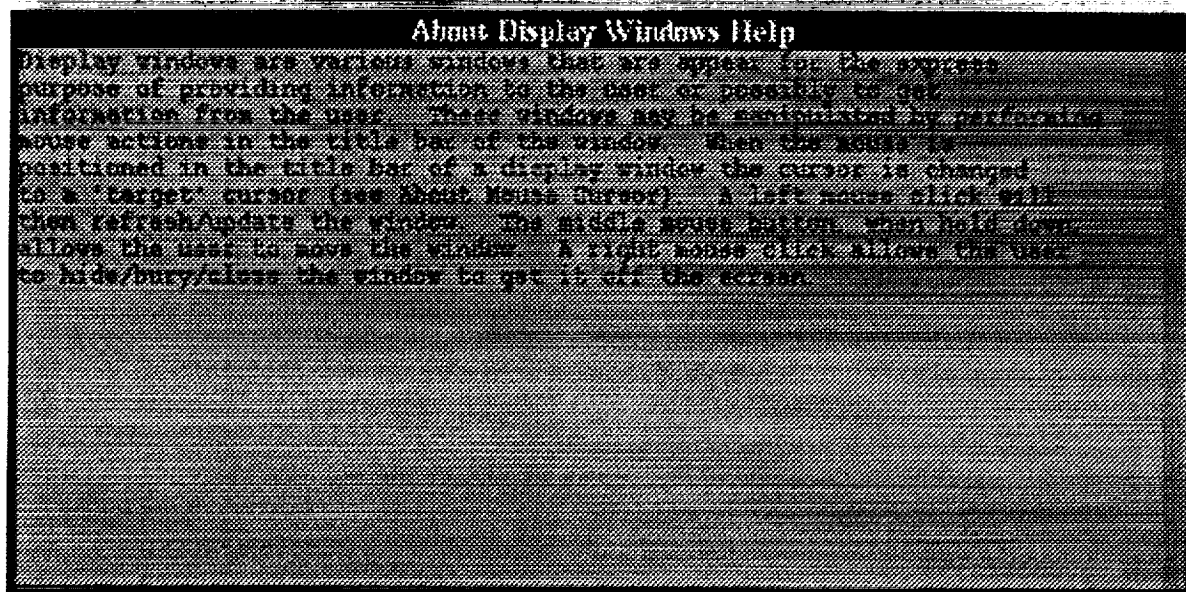 About Display Windows Help
Display windows are various windows that are appear for the express
purpose of providing information to the user or possibly to get
information from the user. These windows may be manipulated by performing
mouse actions in the title bar of the window. When the mouse is
positioned in the title bar of a display window the cursor is changed
to a 'target' cursor (see About Mouse Cursor). A left mouse click will
then refresh/update the window. The middle mouse button, when held down,
allows the user to move the window. A right mouse click allows the user
to hide/bury/close the window to get it off the screen.